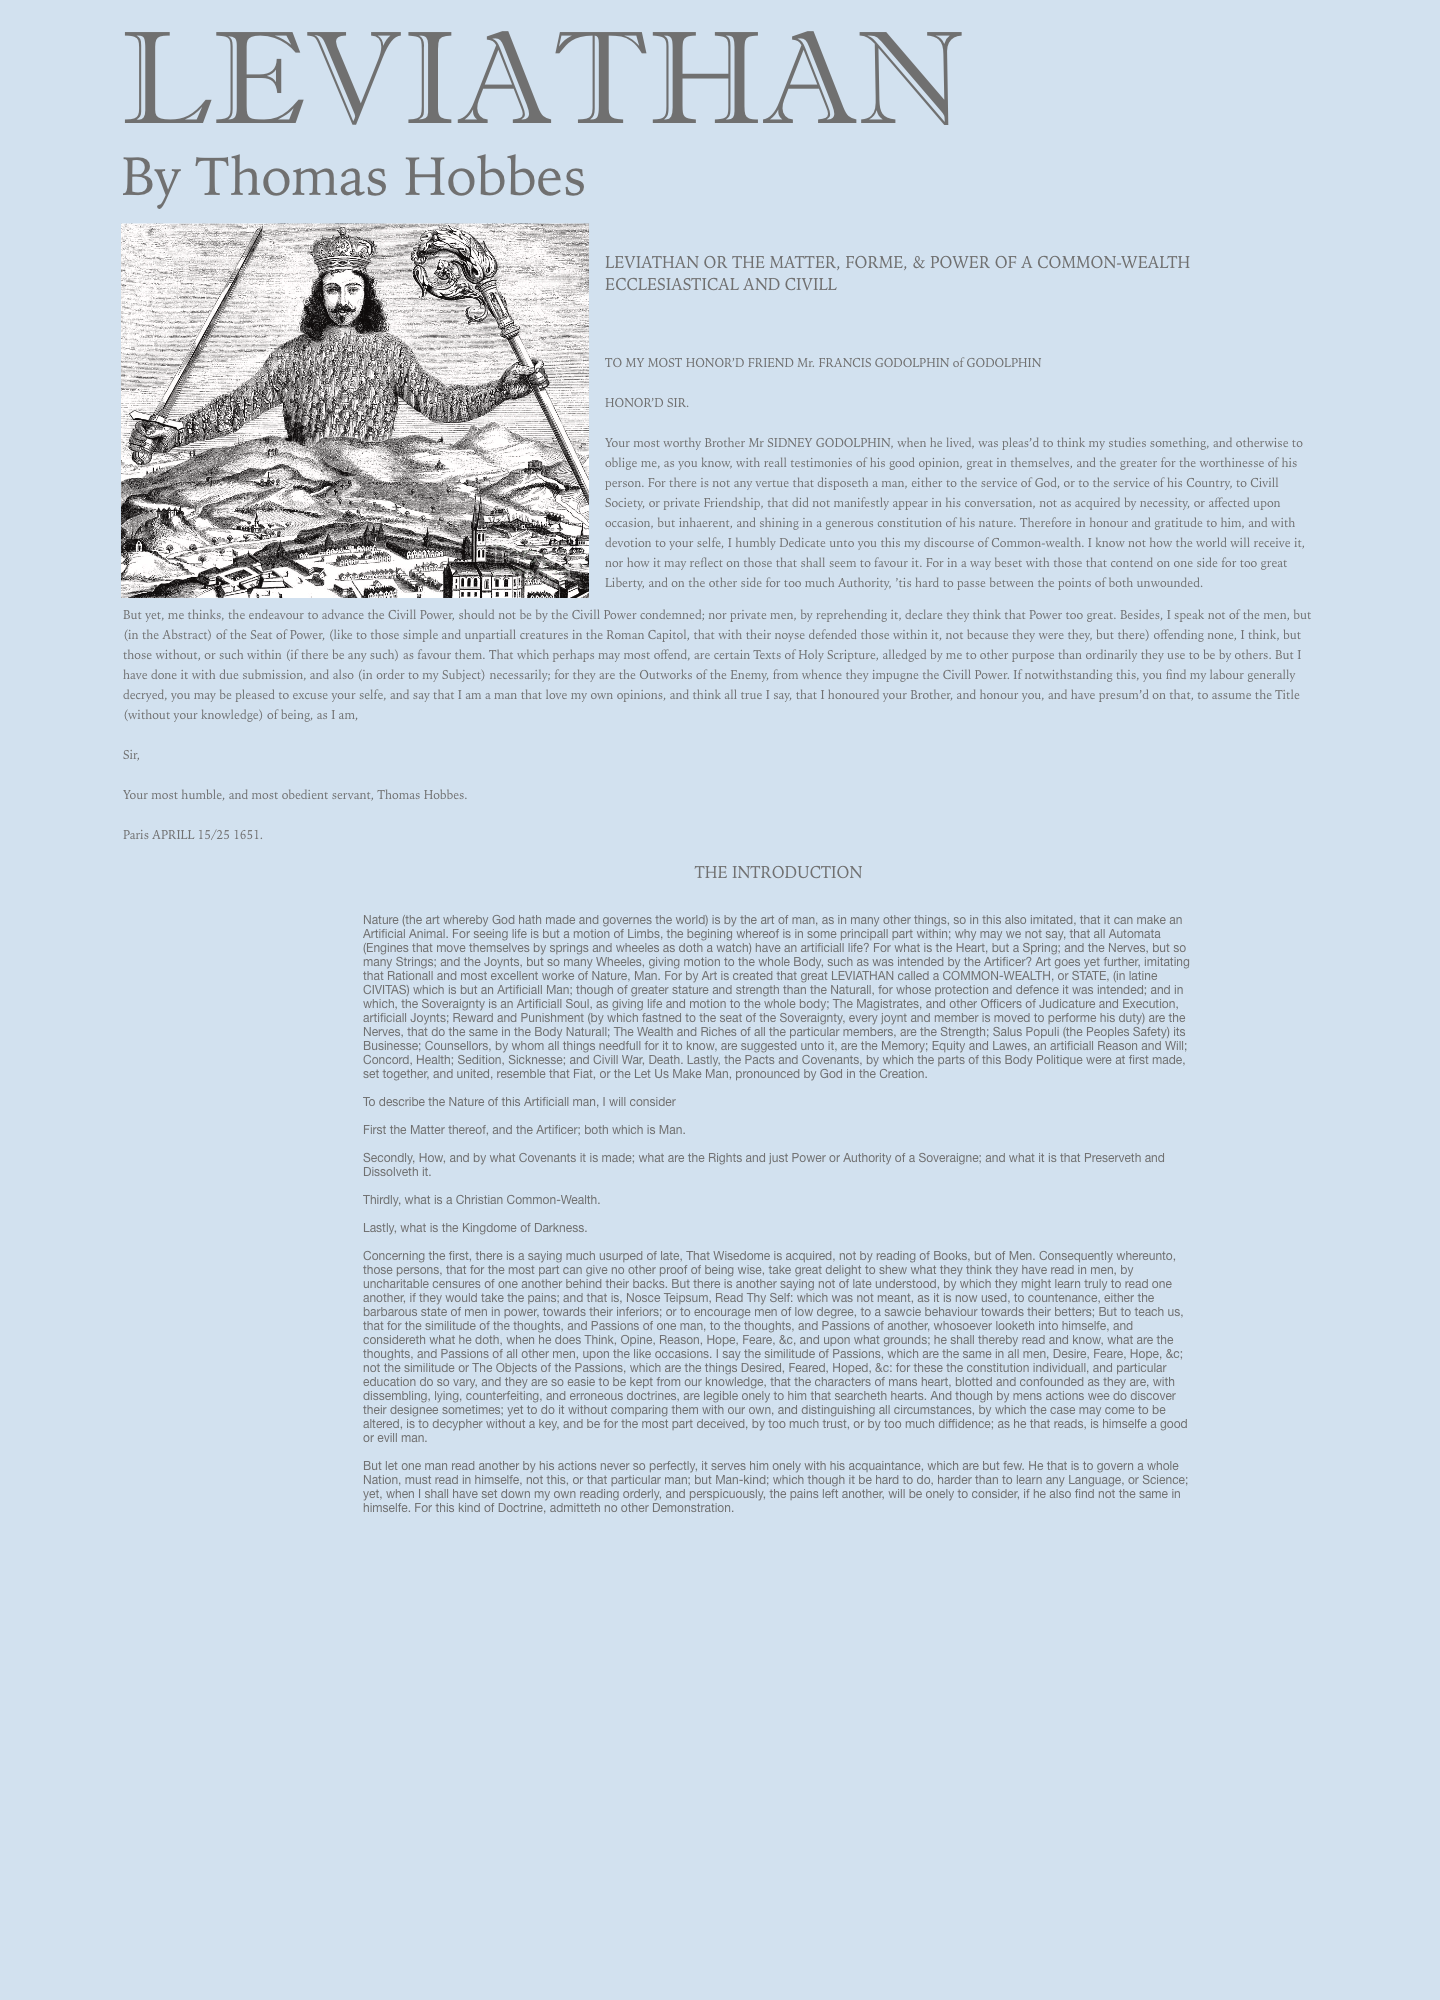 LEVIATHAN
By Thomas Hobbes
LEVIATHAN OR THE MATTER, FORME, & POWER OF A COMMON-WEALTH
ECCLESIASTICAL AND CIVILL
TO MY MOST HONOR’D FRIEND Mr. FRANCIS GODOLPHIN of GODOLPHIN
HONOR’D SIR.
Your most worthy Brother Mr SIDNEY GODOLPHIN, when he lived, was pleas’d to think my studies something, and otherwise to
oblige me, as you know, with reall testimonies of his good opinion, great in themselves, and the greater for the worthinesse of his
person. For there is not any vertue that disposeth a man, either to the service of God, or to the service of his Country, to Civill
Society, or private Friendship, that did not manifestly appear in his conversation, not as acquired by necessity, or affected upon
occasion, but inhaerent, and shining in a generous constitution of his nature. Therefore in honour and gratitude to him, and with
devotion to your selfe, I humbly Dedicate unto you this my discourse of Common-wealth. I know not how the world will receive it,
nor how it may reflect on those that shall seem to favour it. For in a way beset with those that contend on one side for too great
Liberty, and on the other side for too much Authority, ’tis hard to passe between the points of both unwounded.
But yet, me thinks, the endeavour to advance the Civill Power, should not be by the Civill Power condemned; nor private men, by reprehending it, declare they think that Power too great. Besides, I speak not of the men, but
(in the Abstract) of the Seat of Power, (like to those simple and unpartiall creatures in the Roman Capitol, that with their noyse defended those within it, not because they were they, but there) offending none, I think, but
those without, or such within (if there be any such) as favour them. That which perhaps may most offend, are certain Texts of Holy Scripture, alledged by me to other purpose than ordinarily they use to be by others. But I
have done it with due submission, and also (in order to my Subject) necessarily; for they are the Outworks of the Enemy, from whence they impugne the Civill Power. If notwithstanding this, you find my labour generally
decryed, you may be pleased to excuse your selfe, and say that I am a man that love my own opinions, and think all true I say, that I honoured your Brother, and honour you, and have presum’d on that, to assume the Title
(without your knowledge) of being, as I am,
Sir,
Your most humble, and most obedient servant, Thomas Hobbes.
Paris APRILL 15/25 1651.
THE INTRODUCTION
Nature (the art whereby God hath made and governes the world) is by the art of man, as in many other things, so in this also imitated, that it can make an
Artificial Animal. For seeing life is but a motion of Limbs, the begining whereof is in some principall part within; why may we not say, that all Automata
(Engines that move themselves by springs and wheeles as doth a watch) have an artificiall life? For what is the Heart, but a Spring; and the Nerves, but so
many Strings; and the Joynts, but so many Wheeles, giving motion to the whole Body, such as was intended by the Artificer? Art goes yet further, imitating
that Rationall and most excellent worke of Nature, Man. For by Art is created that great LEVIATHAN called a COMMON-WEALTH, or STATE, (in latine
CIVITAS) which is but an Artificiall Man; though of greater stature and strength than the Naturall, for whose protection and defence it was intended; and in
which, the Soveraignty is an Artificiall Soul, as giving life and motion to the whole body; The Magistrates, and other Officers of Judicature and Execution,
artificiall Joynts; Reward and Punishment (by which fastned to the seat of the Soveraignty, every joynt and member is moved to performe his duty) are the
Nerves, that do the same in the Body Naturall; The Wealth and Riches of all the particular members, are the Strength; Salus Populi (the Peoples Safety) its
Businesse; Counsellors, by whom all things needfull for it to know, are suggested unto it, are the Memory; Equity and Lawes, an artificiall Reason and Will;
Concord, Health; Sedition, Sicknesse; and Civill War, Death. Lastly, the Pacts and Covenants, by which the parts of this Body Politique were at first made,
set together, and united, resemble that Fiat, or the Let Us Make Man, pronounced by God in the Creation.
To describe the Nature of this Artificiall man, I will consider
First the Matter thereof, and the Artificer; both which is Man.
Secondly, How, and by what Covenants it is made; what are the Rights and just Power or Authority of a Soveraigne; and what it is that Preserveth and
Dissolveth it.
Thirdly, what is a Christian Common-Wealth.
Lastly, what is the Kingdome of Darkness.
Concerning the first, there is a saying much usurped of late, That Wisedome is acquired, not by reading of Books, but of Men. Consequently whereunto,
those persons, that for the most part can give no other proof of being wise, take great delight to shew what they think they have read in men, by
uncharitable censures of one another behind their backs. But there is another saying not of late understood, by which they might learn truly to read one
another, if they would take the pains; and that is, Nosce Teipsum, Read Thy Self: which was not meant, as it is now used, to countenance, either the
barbarous state of men in power, towards their inferiors; or to encourage men of low degree, to a sawcie behaviour towards their betters; But to teach us,
that for the similitude of the thoughts, and Passions of one man, to the thoughts, and Passions of another, whosoever looketh into himselfe, and
considereth what he doth, when he does Think, Opine, Reason, Hope, Feare, &c, and upon what grounds; he shall thereby read and know, what are the
thoughts, and Passions of all other men, upon the like occasions. I say the similitude of Passions, which are the same in all men, Desire, Feare, Hope, &c;
not the similitude or The Objects of the Passions, which are the things Desired, Feared, Hoped, &c: for these the constitution individuall, and particular
education do so vary, and they are so easie to be kept from our knowledge, that the characters of mans heart, blotted and confounded as they are, with
dissembling, lying, counterfeiting, and erroneous doctrines, are legible onely to him that searcheth hearts. And though by mens actions wee do discover
their designee sometimes; yet to do it without comparing them with our own, and distinguishing all circumstances, by which the case may come to be
altered, is to decypher without a key, and be for the most part deceived, by too much trust, or by too much diffidence; as he that reads, is himselfe a good
or evill man.
But let one man read another by his actions never so perfectly, it serves him onely with his acquaintance, which are but few. He that is to govern a whole
Nation, must read in himselfe, not this, or that particular man; but Man-kind; which though it be hard to do, harder than to learn any Language, or Science;
yet, when I shall have set down my own reading orderly, and perspicuously, the pains left another, will be onely to consider, if he also find not the same in
himselfe. For this kind of Doctrine, admitteth no other Demonstration.